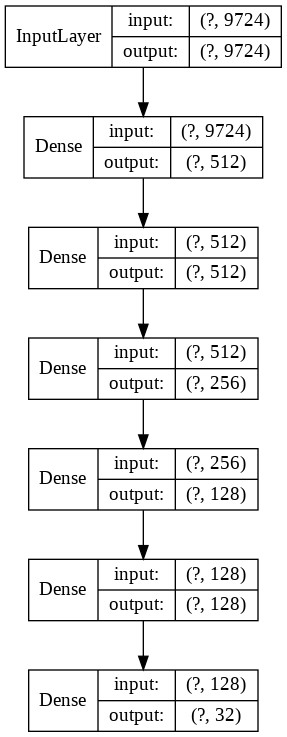 InputLayer
input: (?, 9724)
output: (?, 9724)
Dense
input: (?, 9724)
output: (?, 512)
Dense
input: (?, 512)
output: (?, 512)
Dense
input: (?, 512)
output: (?, 256)
Dense
input: (?, 256)
output: (?, 128)
Dense
input: (?, 128)
output: (?, 128)
Dense
input: (?, 128)
output: (?, 32)